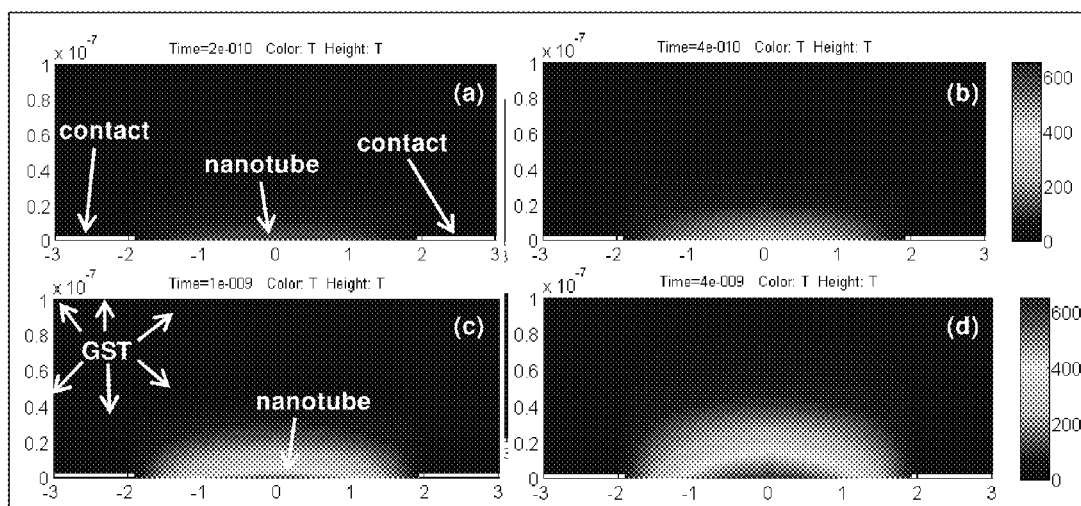 x 10⁻⁷
Time=2e-010 Color: T Height: T
(a)
contact
nanotube
contact
1
0.8
0.6
0.4
0.2
0
-3 -2 -1 0 1 2 3
x 10⁻⁷
Time=4e-010 Color: T Height: T
(b)
1
0.8
0.6
0.4
0.2
0
-3 -2 -1 0 1 2 3
600
400
200
0
x 10⁻⁷
Time=1e-009 Color: T Height: T
(c)
GST
nanotube
1
0.8
0.6
0.4
0.2
0
-3 -2 -1 0 1 2 3
x 10⁻⁷
Time=4e-009 Color: T Height: T
(d)
1
0.8
0.6
0.4
0.2
0
-3 -2 -1 0 1 2 3
600
400
200
0